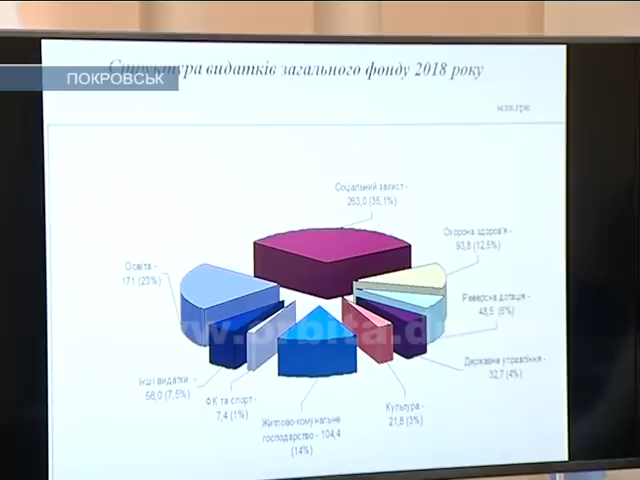 Структура видатків загального фонду 2018 року
ПОКРОВСЬК
млн.грн.
Соціальний захист -
263,0 (35,1%)
Охорона здоров'я -
93,8 (12,5%)
Освіта -
171 (23%)
Реверсна дотація -
48,5 (6%)
Державне управління -
32,7 (4%)
Інші видатки -
56,0 (7,5%)
ФК та спорт -
7,4 (1%)
Культура -
21,8 (3%)
Житлово-комунальне
господарство - 104,4
(14%)